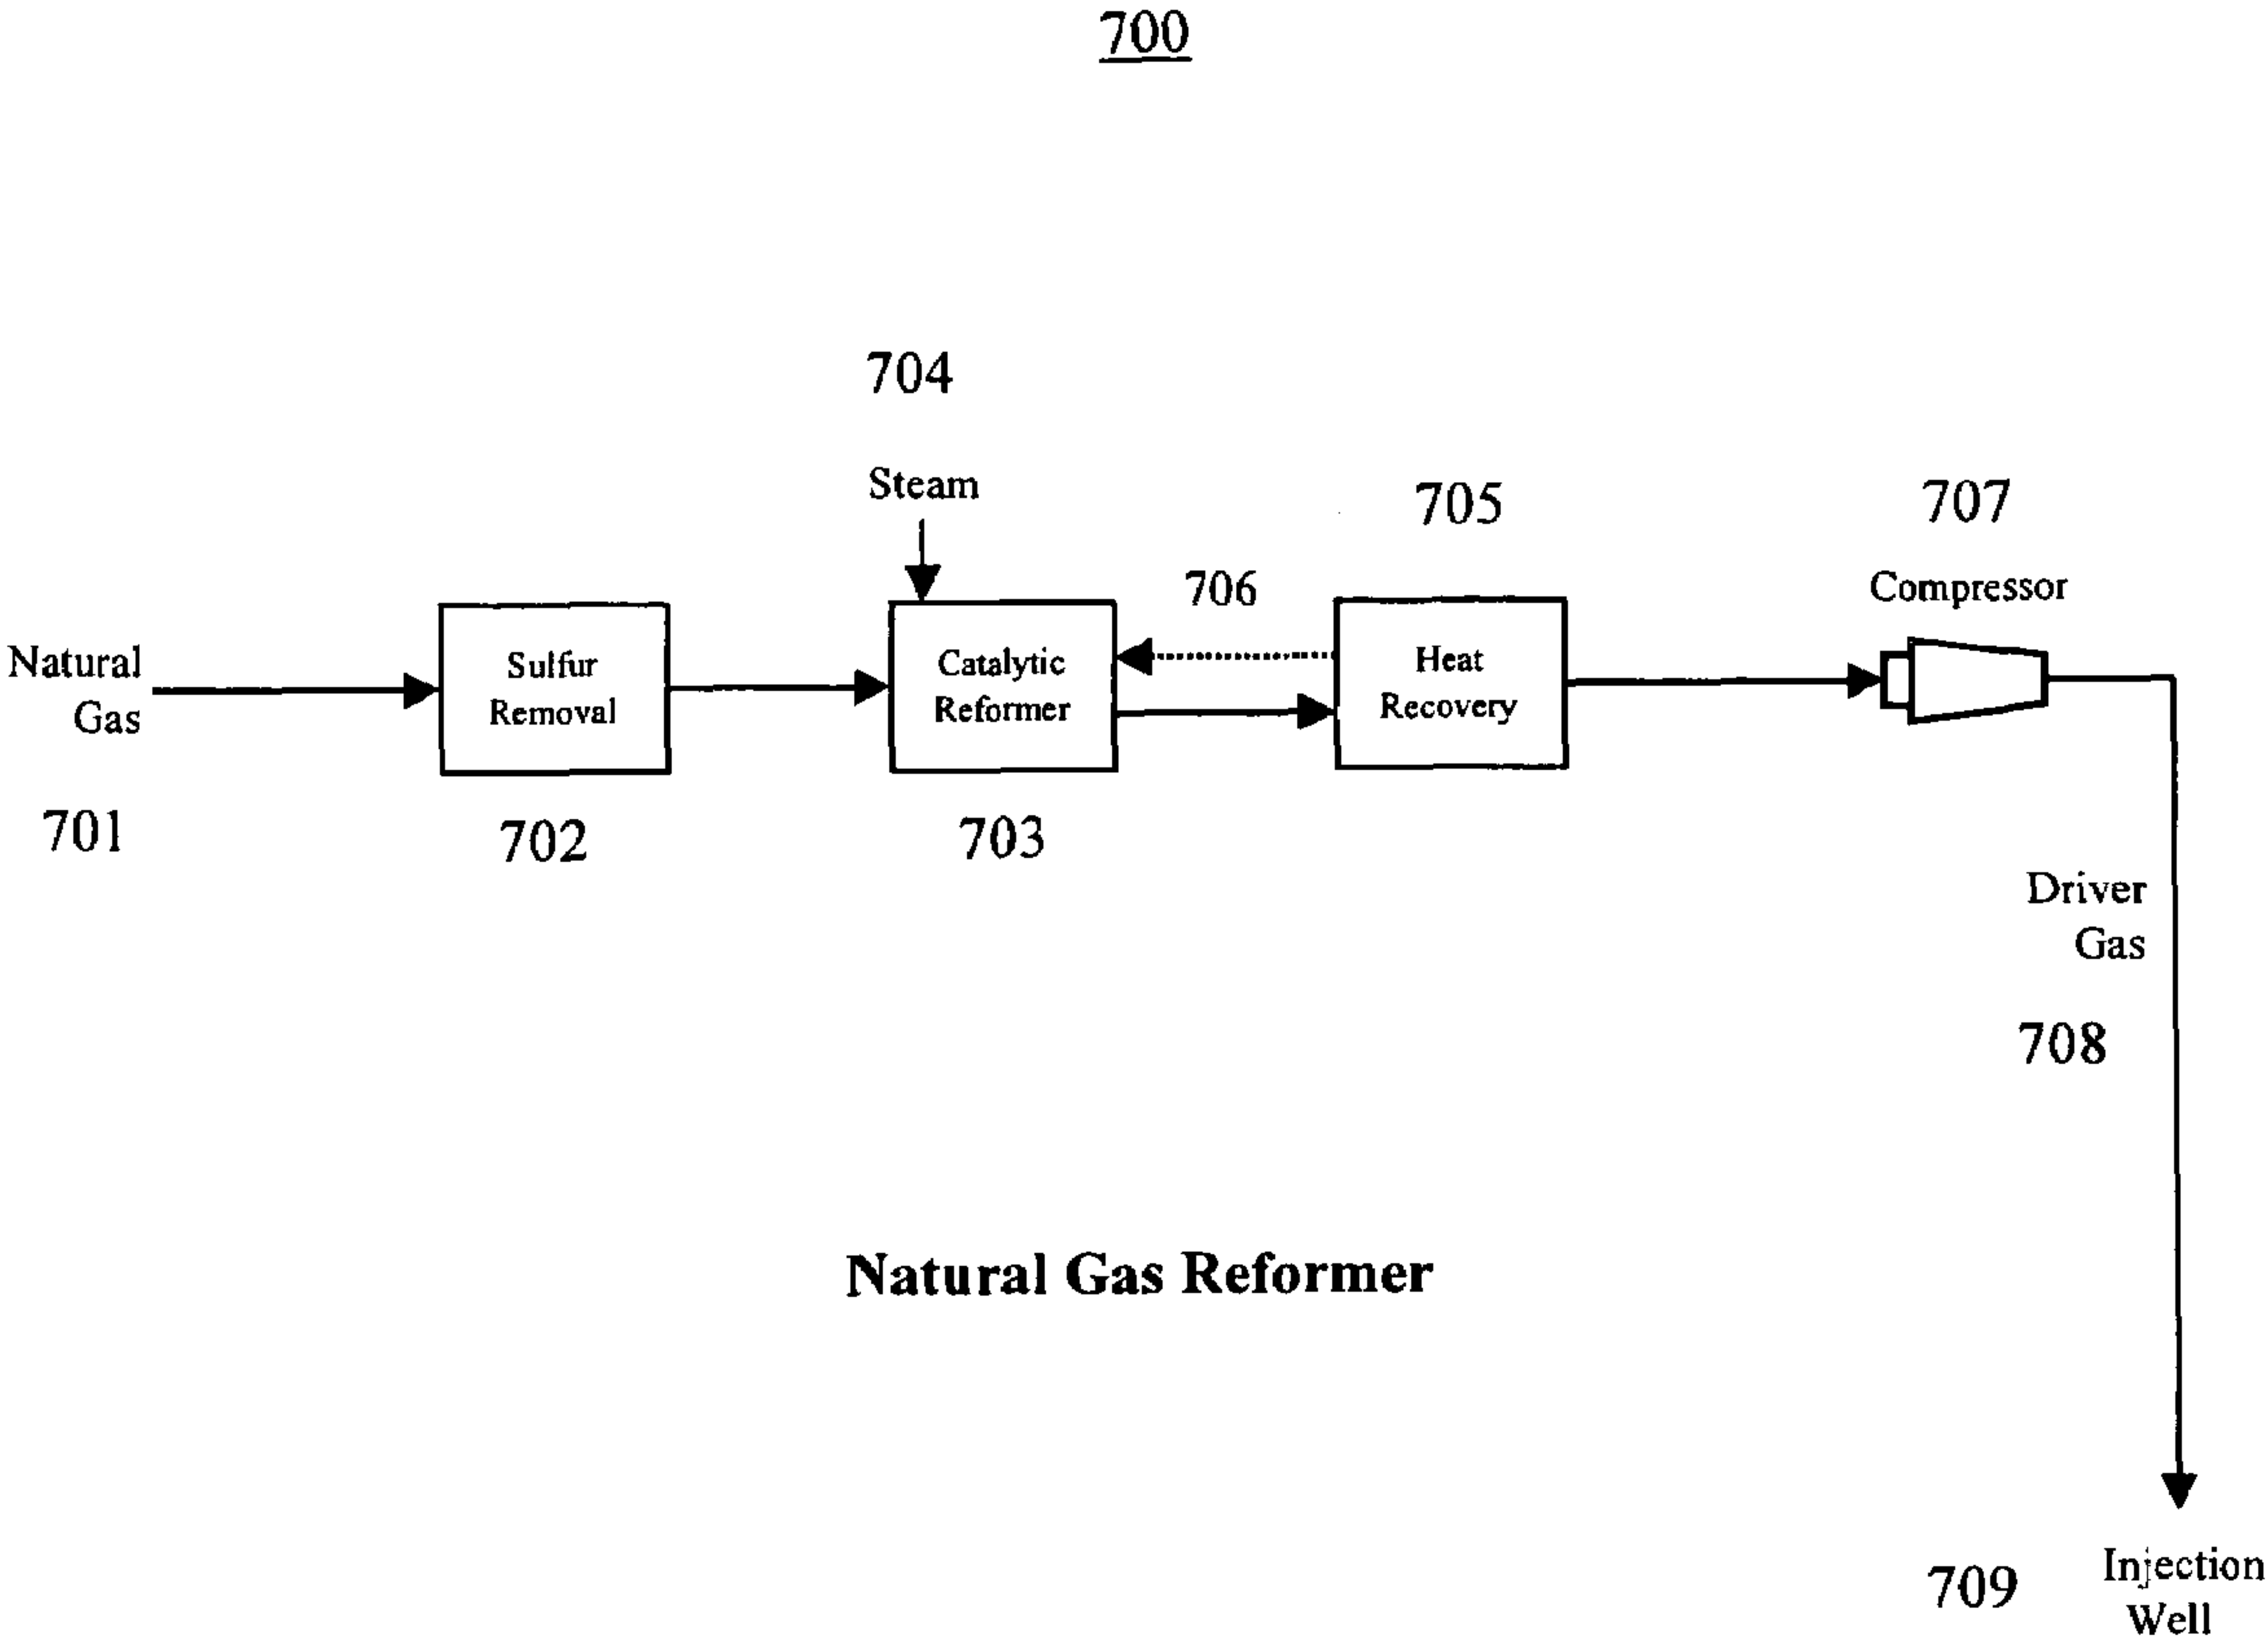 700
704
Steam
705
707
706
Compressor
Natural
Gas
Sulfur
Removal
Catalytic
Reformer
Heat
Recovery
701
702
703
Driver
Gas
708
Natural Gas Reformer
709
Injection
Well